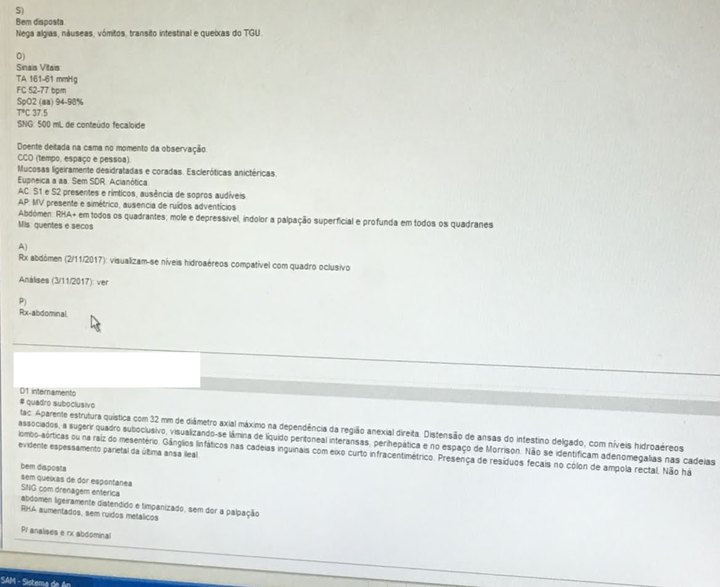 S)
Bem disposta.
Nega algias, náuseas, vómitos, transito intestinal e queixas do TGU.
O)
Sinais Vitais
TA 161-61 mmHg
FC 52-77 bpm
SpO2 (aa) 94-98%
TºC 37.5
SNG: 500 mL de conteúdo fecaloide
Doente deitada na cama no momento da observação.
CCO (tempo, espaço e pessoa).
Mucosas ligeiramente desidratadas e coradas. Escleróticas anictéricas.
Eupneica a aa. Sem SDR. Acianótica.
AC: S1 e S2 presentes e rítmicos, ausência de sopros audíveis.
AP: MV presente e simétrico, ausencia de ruídos adventícios
Abdómen: RHA+ em todos os quadrantes; mole e depressivel, indolor a palpação superficial e profunda em todos os quadranes
MIs: quentes e secos
A)
Rx abdómen (2/11/2017): visualizam-se níveis hidroaéreos compatível com quadro oclusivo
Análises (3/11/2017): ver
P)
Rx-abdominal.
D1 internamento
# quadro suboclusivo
tac: Aparente estrutura quistica com 32 mm de diâmetro axial máximo na dependência da região anexial direita. Distensão de ansas do intestino delgado, com níveis hidroaéreos
associados, a sugerir quadro suboclusivo, visualizando-se lâmina de líquido peritoneal interansas, perihepática e no espaço de Morrison. Não se identificam adenomegalias nas cadeias
lombo-aórticas ou na raiz do mesentério. Gânglios linfáticos nas cadeias inguinais com eixo curto infracentimétrico. Presença de resíduos fecais no cólon de ampola rectal. Não há
evidente espessamento parietal da última ansa ileal.
bem disposta
sem queixas de dor espontanea
SNG com drenagem enterica
abdomen ligeiramente distendido e timpanizado, sem dor a palpação
RHA aumentados, sem ruidos metalicos
P/ analises e rx abdominal
SAM - Sistema de An